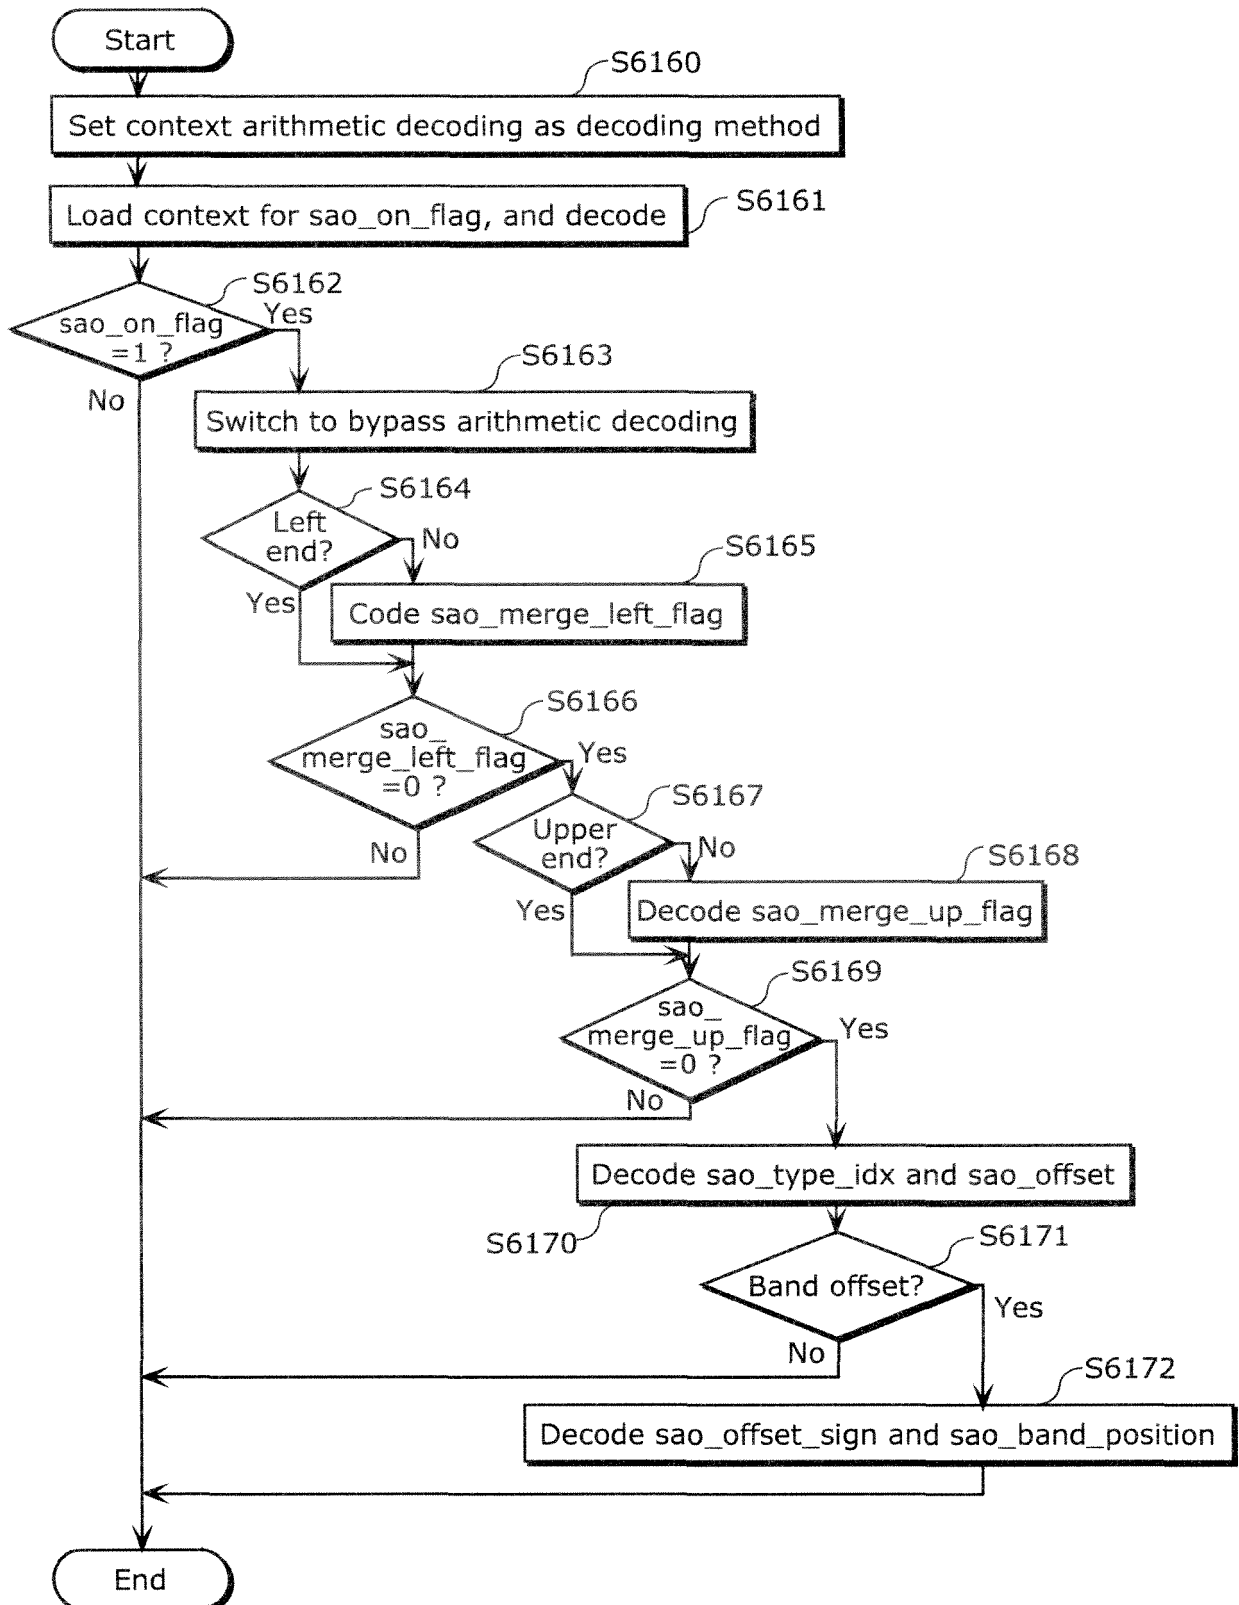 Start
S6160
Set context arithmetic decoding as decoding method
S6161
Load context for sao_on_flag, and decode
S6162
sao_on_flag
=1 ?
Yes
No
S6163
Switch to bypass arithmetic decoding
S6164
Left
end?
No
Yes
S6165
Code sao_merge_left_flag
S6166
sao_
merge_left_flag
=0 ?
Yes
No
S6167
Upper
end?
No
Yes
S6168
Decode sao_merge_up_flag
S6169
sao_
merge_up_flag
=0 ?
Yes
No
Decode sao_type_idx and sao_offset
S6170
S6171
Band offset?
Yes
No
S6172
Decode sao_offset_sign and sao_band_position
End